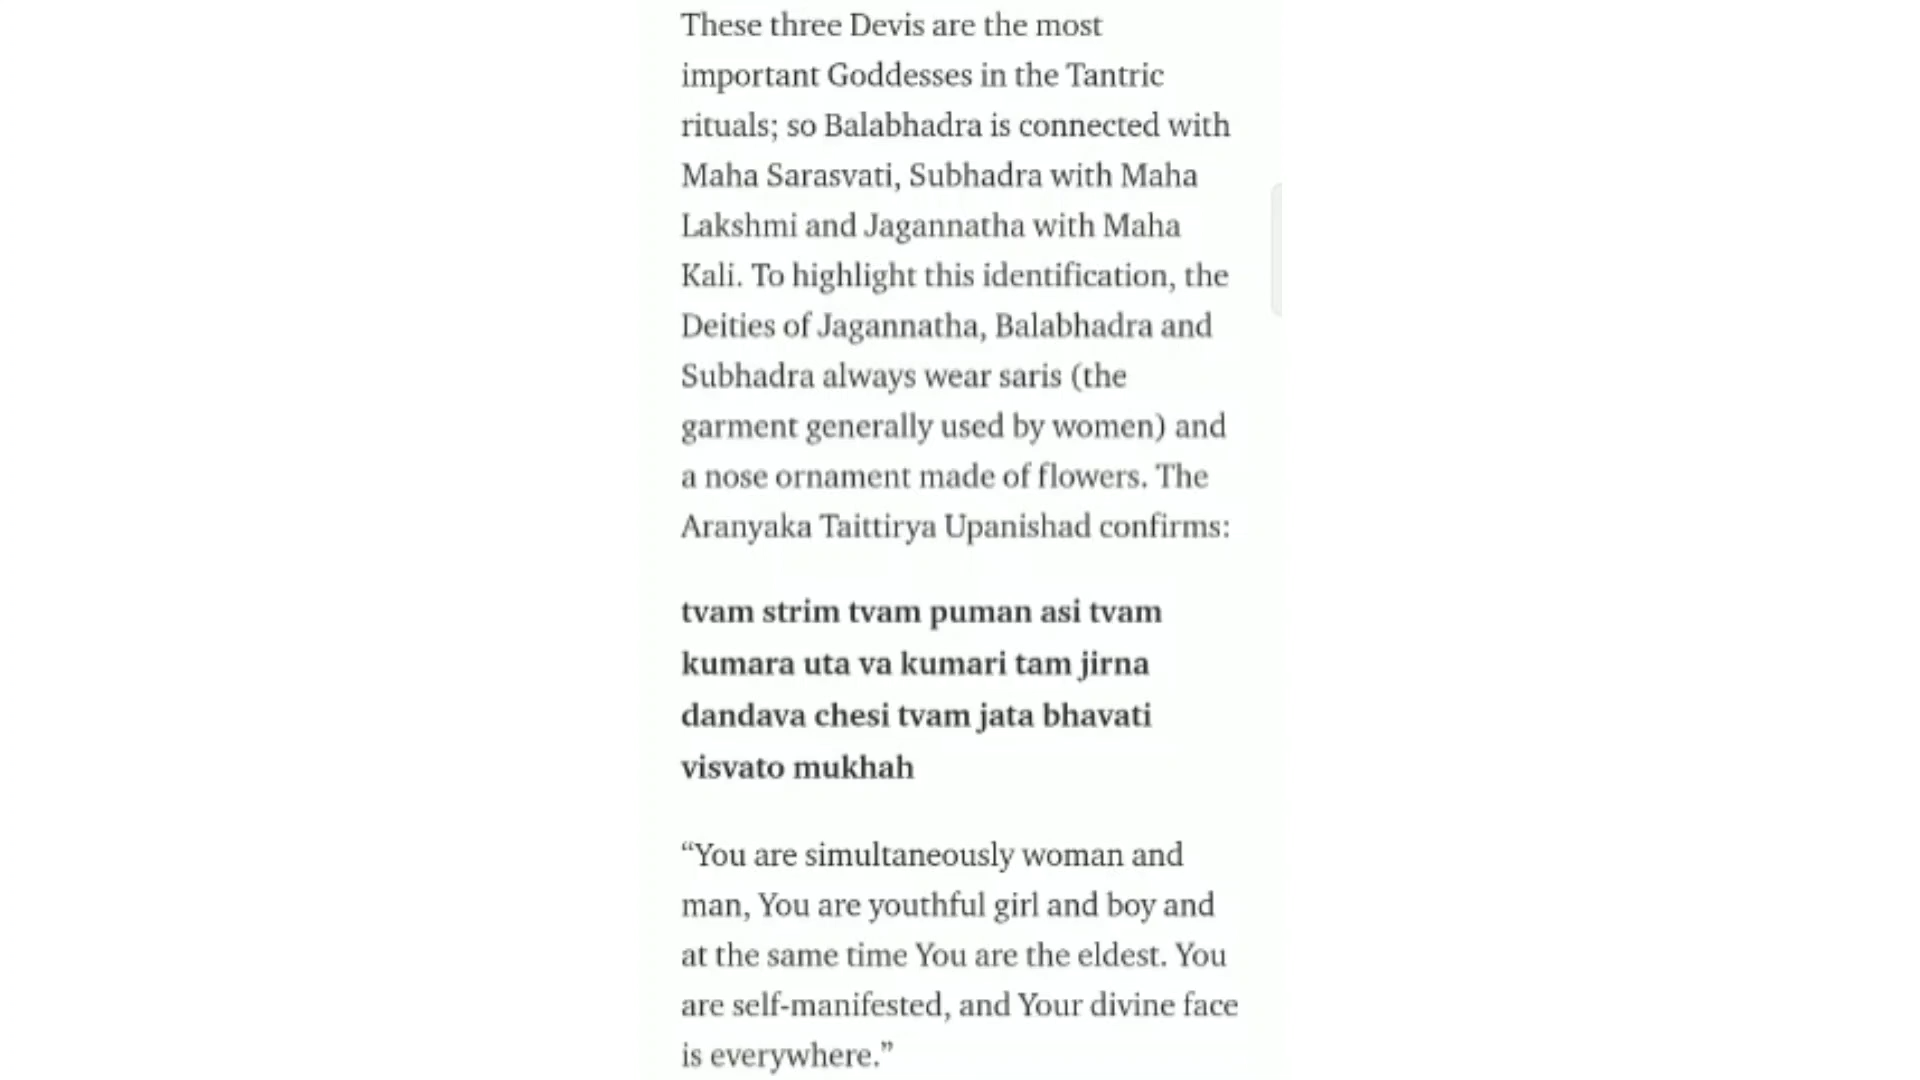 These three Devis are the most
important Goddesses in the Tantric
rituals; so Balabhadra is connected with
Maha Sarasvati, Subhadra with Maha
Lakshmi and Jagannatha with Maha
Kali. To highlight this identification, the
Deities of Jagannatha, Balabhadra and
Subhadra always wear saris (the
garment generally used by women) and
a nose ornament made of flowers. The
Aranyaka Taittirya Upanishad confirms:
tvam strim tvam puman asi tvam
kumara uta va kumari tam jirna
dandava chesi tvam jata bhavati
visvato mukhah
“You are simultaneously woman and
man, You are youthful girl and boy and
at the same time You are the eldest. You
are self-manifested, and Your divine face
is everywhere.”